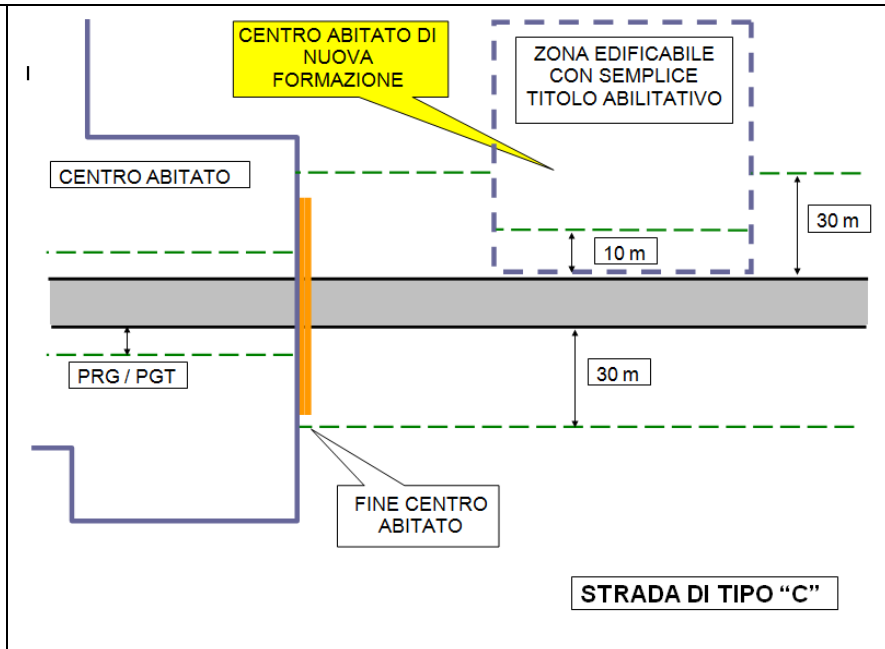 CENTRO ABITATO DI
NUOVA
FORMAZIONE
ZONA EDIFICABILE
CON SEMPLICE
TITOLO ABILITATIVO
I
CENTRO ABITATO
30 m
10 m
PRG / PGT
30 m
FINE CENTRO
ABITATO
STRADA DI TIPO “C”